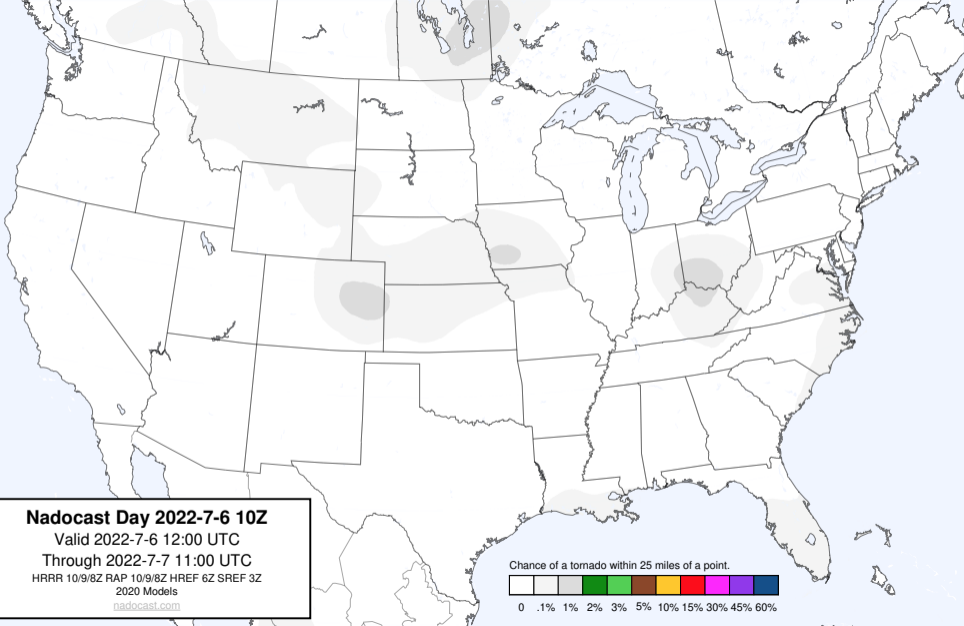 Nadocast Day 2022-7-6 10Z
Valid 2022-7-6 12:00 UTC
Through 2022-7-7 11:00 UTC
HRRR 10/9/8Z RAP 10/9/8Z HREF 6Z SREF 3Z
2020 Models
nadocast.com
Chance of a tornado within 25 miles of a point.
0 .1% 1% 2% 3% 5% 10% 15% 30% 45% 60%